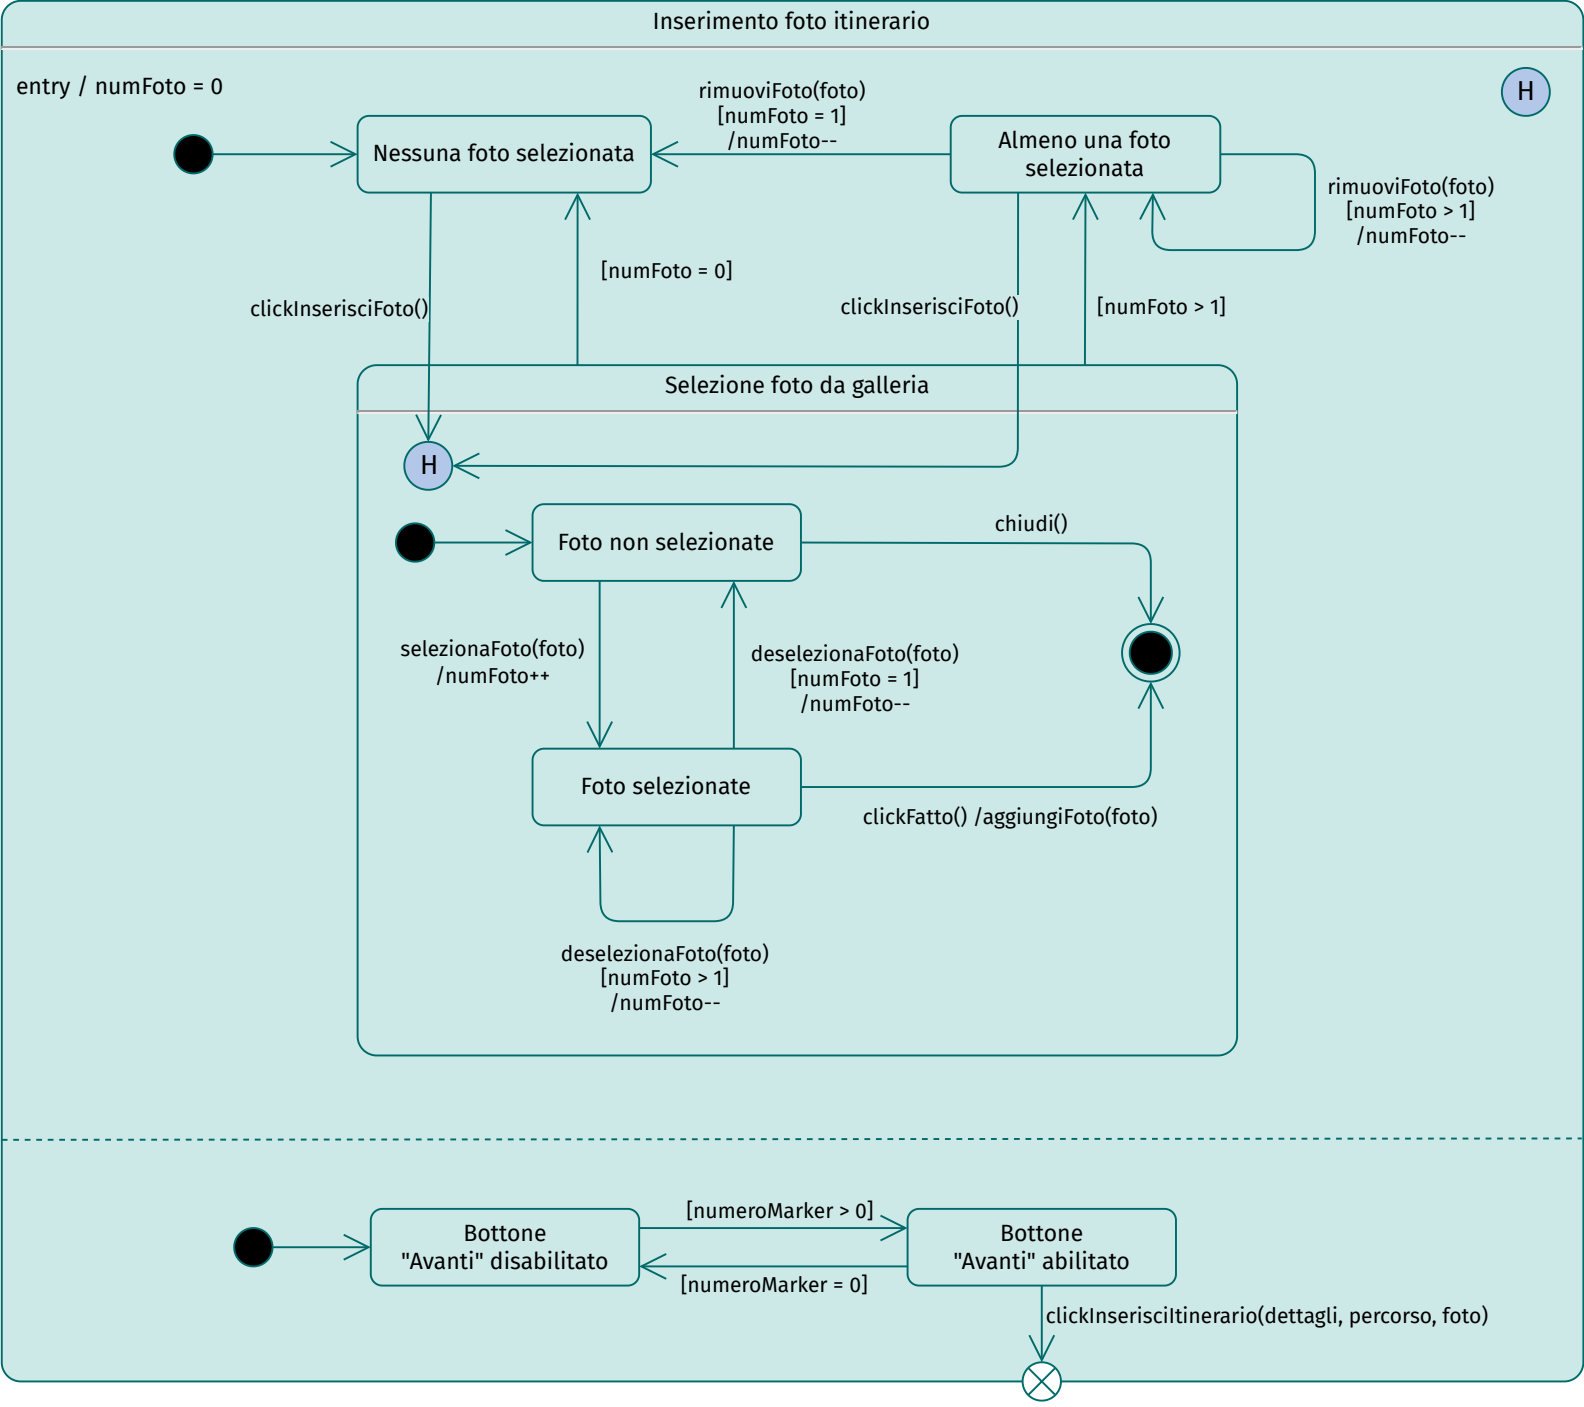 Inserimento foto itinerario
entry / numFoto = 0
H
rimuoviFoto(foto)
[numFoto = 1]
/numFoto--
Nessuna foto selezionata
Almeno una foto
selezionata
rimuoviFoto(foto)
[numFoto > 1]
/numFoto--
[numFoto = 0]
clickInserisciFoto()
clickInserisciFoto()
[numFoto > 1]
Selezione foto da galleria
H
Foto non selezionate
chiudi()
selezionaFoto(foto)
/numFoto++
deselezionaFoto(foto)
[numFoto = 1]
/numFoto--
Foto selezionate
clickFatto() /aggiungiFoto(foto)
deselezionaFoto(foto)
[numFoto > 1]
/numFoto--
[numeroMarker > 0]
Bottone
"Avanti" disabilitato
Bottone
"Avanti" abilitato
[numeroMarker = 0]
clickInserisciItinerario(dettagli, percorso, foto)